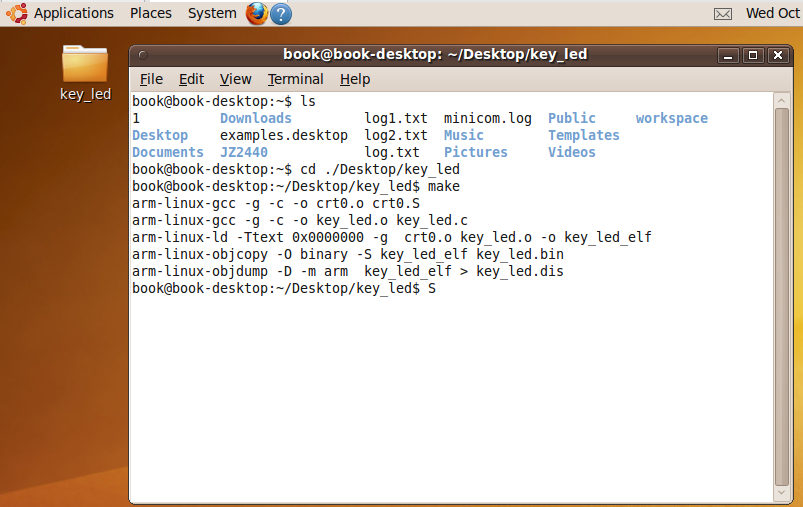 Applications Places System Wed Oct
key_led
book@book-desktop: ~/Desktop/key_led
File Edit View Terminal Help
book@book-desktop:~$ ls
1 Downloads log1.txt minicom.log Public workspace
Desktop examples.desktop log2.txt Music Templates
Documents JZ2440 log.txt Pictures Videos
book@book-desktop:~$ cd ./Desktop/key_led
book@book-desktop:~/Desktop/key_led$ make
arm-linux-gcc -g -c -o crt0.o crt0.S
arm-linux-gcc -g -c -o key_led.o key_led.c
arm-linux-ld -Ttext 0x0000000 -g  crt0.o key_led.o -o key_led_elf
arm-linux-objcopy -O binary -S key_led_elf key_led.bin
arm-linux-objdump -D -m arm  key_led_elf > key_led.dis
book@book-desktop:~/Desktop/key_led$ S